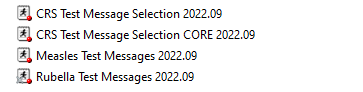 CRS Test Message Selection 2022.09
CRS Test Message Selection CORE 2022.09
Measles Test Messages 2022.09
Rubella Test Messages 2022.09